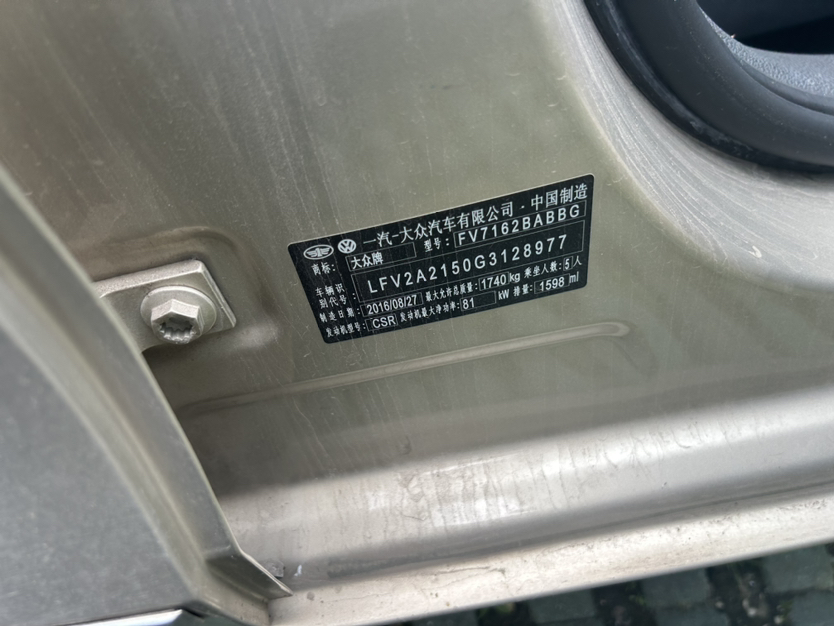 一汽-大众汽车有限公司·中国制造
商标: 大众牌 型号: FV7162BABBG
车辆识别代号: LFV2A2150G3128977
制造日期: 2016/08/27 最大允许总质量: 1740 kg 乘坐人数: 5 人
发动机型号: CSR 发动机最大净功率: 81 kW 排量: 1598 ml